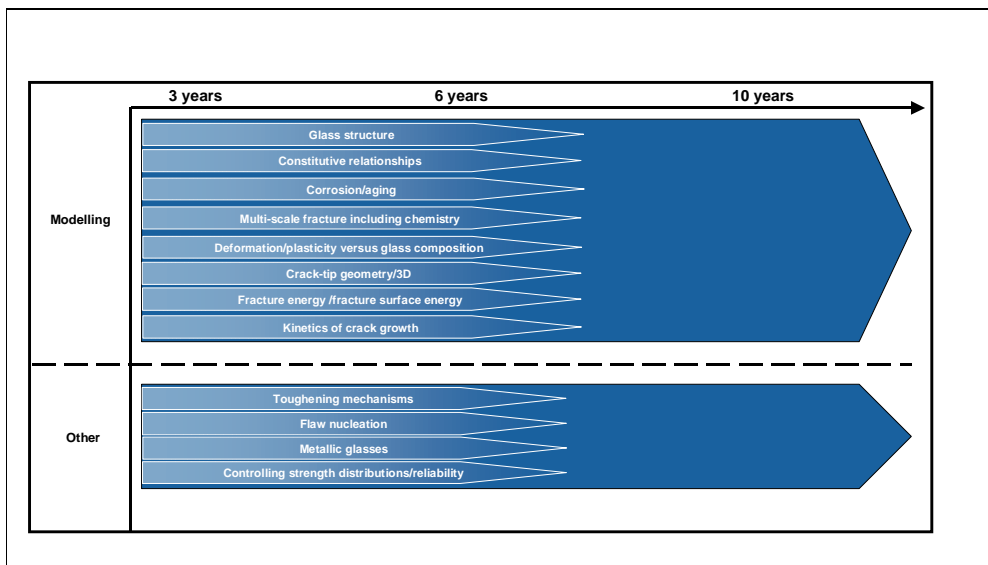 3 years 6 years 10 years
Glass structure
Constitutive relationships
Corrosion/aging
Modelling
Multi-scale fracture including chemistry
Deformation/plasticity versus glass composition
Crack-tip geometry/3D
Fracture energy /fracture surface energy
Kinetics of crack growth
Toughening mechanisms
Flaw nucleation
Other
Metallic glasses
Controlling strength distributions/reliability